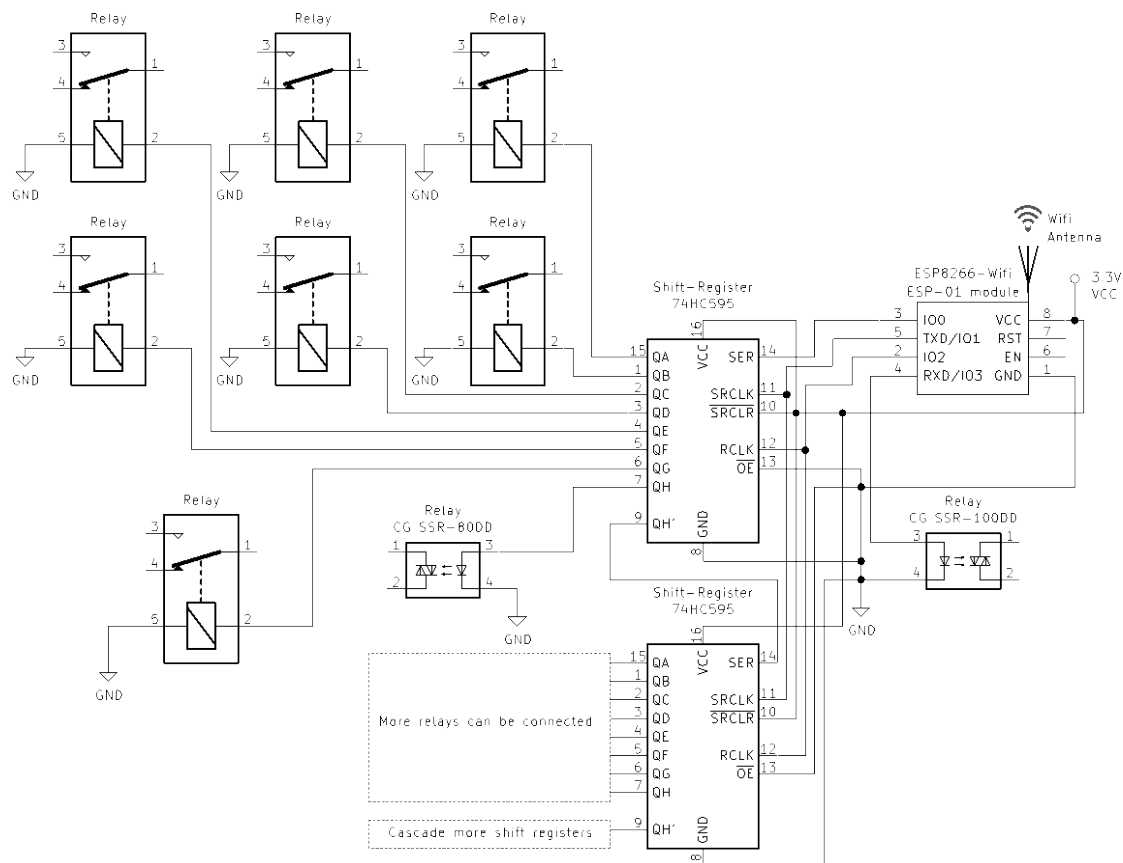 Relay
Relay
Relay
3
1
4
5
2
GND
3
1
4
5
2
GND
3
1
4
5
2
GND
Relay
Relay
Relay
3
1
4
5
2
GND
3
1
4
5
2
GND
3
1
4
5
2
GND
Wifi
Antenna
ESP8266-Wifi
ESP-01 module
3.3V
VCC
3 IO0 VCC 8
5 TXD/IO1 RST 7
2 IO2 EN 6
4 RXD/IO3 GND 1
Shift-Register
74HC595
16
VCC
15 QA SER 14
1 QB
2 QC SRCLK 11
3 QD SRCLR 10
4 QE
5 QF RCLK 12
6 QG OE 13
7 QH
9 QH'
GND
8
Relay
3
1
4
5
2
GND
Relay
CG SSR-80DD
1 3
2 4
GND
Relay
CG SSR-100DD
3 1
4 2
GND
Shift-Register
74HC595
16
VCC
15 QA SER 14
1 QB
2 QC SRCLK 11
3 QD SRCLR 10
4 QE
5 QF RCLK 12
6 QG OE 13
7 QH
9 QH'
GND
8
More relays can be connected
Cascade more shift registers